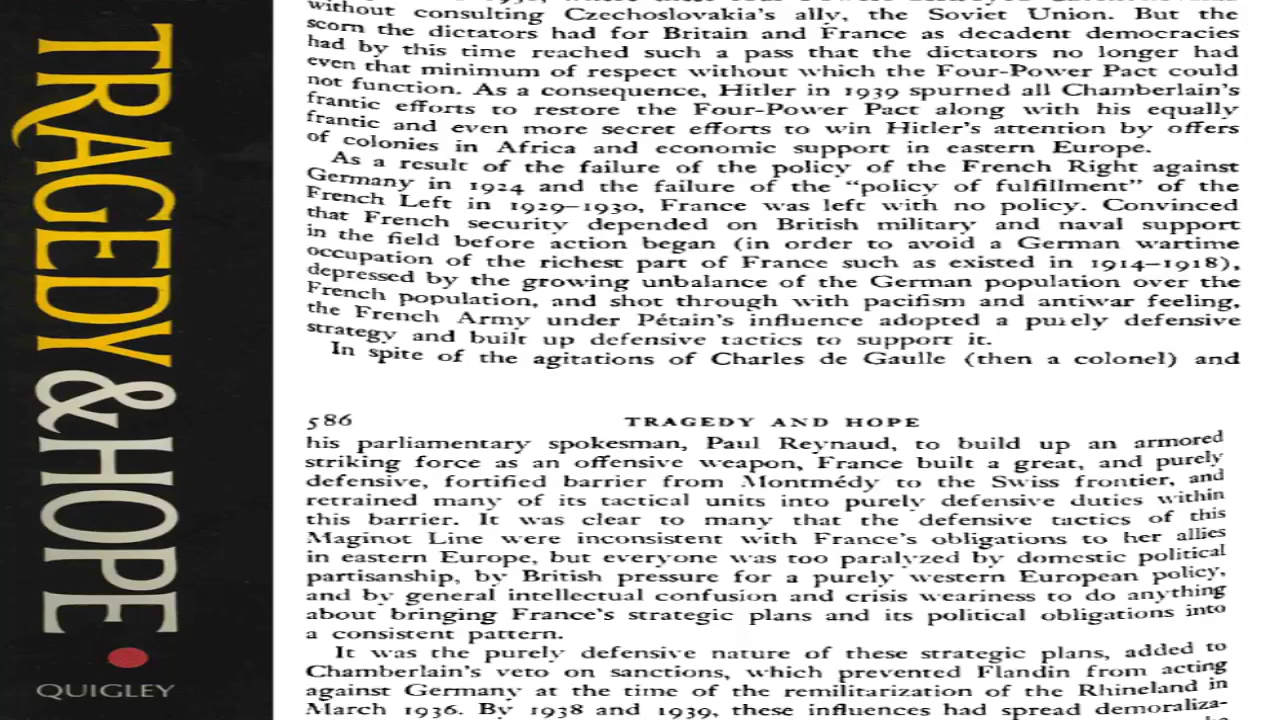 TRAGEDY & HOPE
QUIGLEY
without consulting Czechoslovakia's ally, the Soviet Union. But the
scorn the dictators had for Britain and France as decadent democracies
had by this time reached such a pass that the dictators no longer had
even that minimum of respect without which the Four-Power Pact could
not function. As a consequence, Hitler in 1939 spurned all Chamberlain's
frantic efforts to restore the Four-Power Pact along with his equally
frantic and even more secret efforts to win Hitler's attention by offers
of colonies in Africa and economic support in eastern Europe.
As a result of the failure of the policy of the French Right against
Germany in 1924 and the failure of the "policy of fulfillment" of the
French Left in 1929–1930, France was left with no policy. Convinced
that French security depended on British military and naval support
in the field before action began (in order to avoid a German wartime
occupation of the richest part of France such as existed in 1914–1918),
depressed by the growing unbalance of the German population over the
French population, and shot through with pacifism and antiwar feeling,
the French Army under Pétain's influence adopted a purely defensive
strategy and built up defensive tactics to support it.
In spite of the agitations of Charles de Gaulle (then a colonel) and
586 TRAGEDY AND HOPE
his parliamentary spokesman, Paul Reynaud, to build up an armored
striking force as an offensive weapon, France built a great, and purely
defensive, fortified barrier from Montmédy to the Swiss frontier, and
retrained many of its tactical units into purely defensive duties within
this barrier. It was clear to many that the defensive tactics of this
Maginot Line were inconsistent with France's obligations to her allies
in eastern Europe, but everyone was too paralyzed by domestic political
partisanship, by British pressure for a purely western European policy,
and by general intellectual confusion and crisis weariness to do anything
about bringing France's strategic plans and its political obligations into
a consistent pattern.
It was the purely defensive nature of these strategic plans, added to
Chamberlain's veto on sanctions, which prevented Flandin from acting
against Germany at the time of the remilitarization of the Rhineland in
March 1936. By 1938 and 1939, these influences had spread demoraliza-